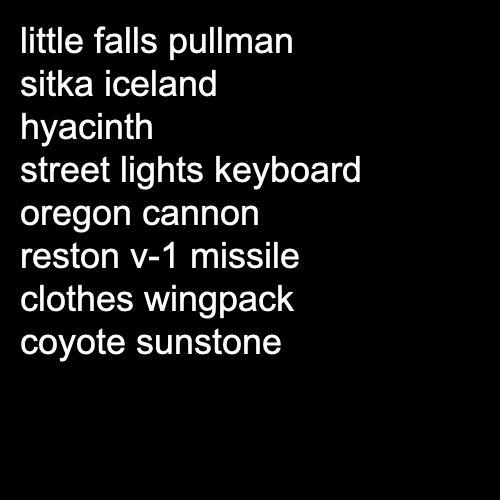 little falls pullman
sitka iceland
hyacinth
street lights keyboard
oregon cannon
reston v-1 missile
clothes wingpack
coyote sunstone